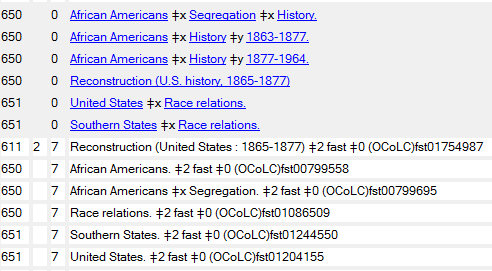 650 0 African Americans ‡x Segregation ‡x History.
650 0 African Americans ‡x History ‡y 1863-1877.
650 0 African Americans ‡x History ‡y 1877-1964.
650 0 Reconstruction (U.S. history, 1865-1877)
651 0 United States ‡x Race relations.
651 0 Southern States ‡x Race relations.
611 2 7 Reconstruction (United States : 1865-1877) ‡2 fast ‡0 (OCoLC)fst01754987
650 7 African Americans. ‡2 fast ‡0 (OCoLC)fst00799558
650 7 African Americans ‡x Segregation. ‡2 fast ‡0 (OCoLC)fst00799695
650 7 Race relations. ‡2 fast ‡0 (OCoLC)fst01086509
651 7 Southern States. ‡2 fast ‡0 (OCoLC)fst01244550
651 7 United States. ‡2 fast ‡0 (OCoLC)fst01204155